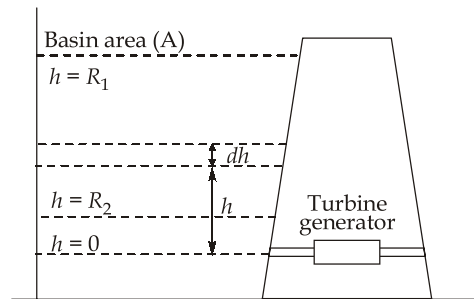 Basin area (A)
h = R₁
dh
h = R₂
h
Turbine
generator
h = 0